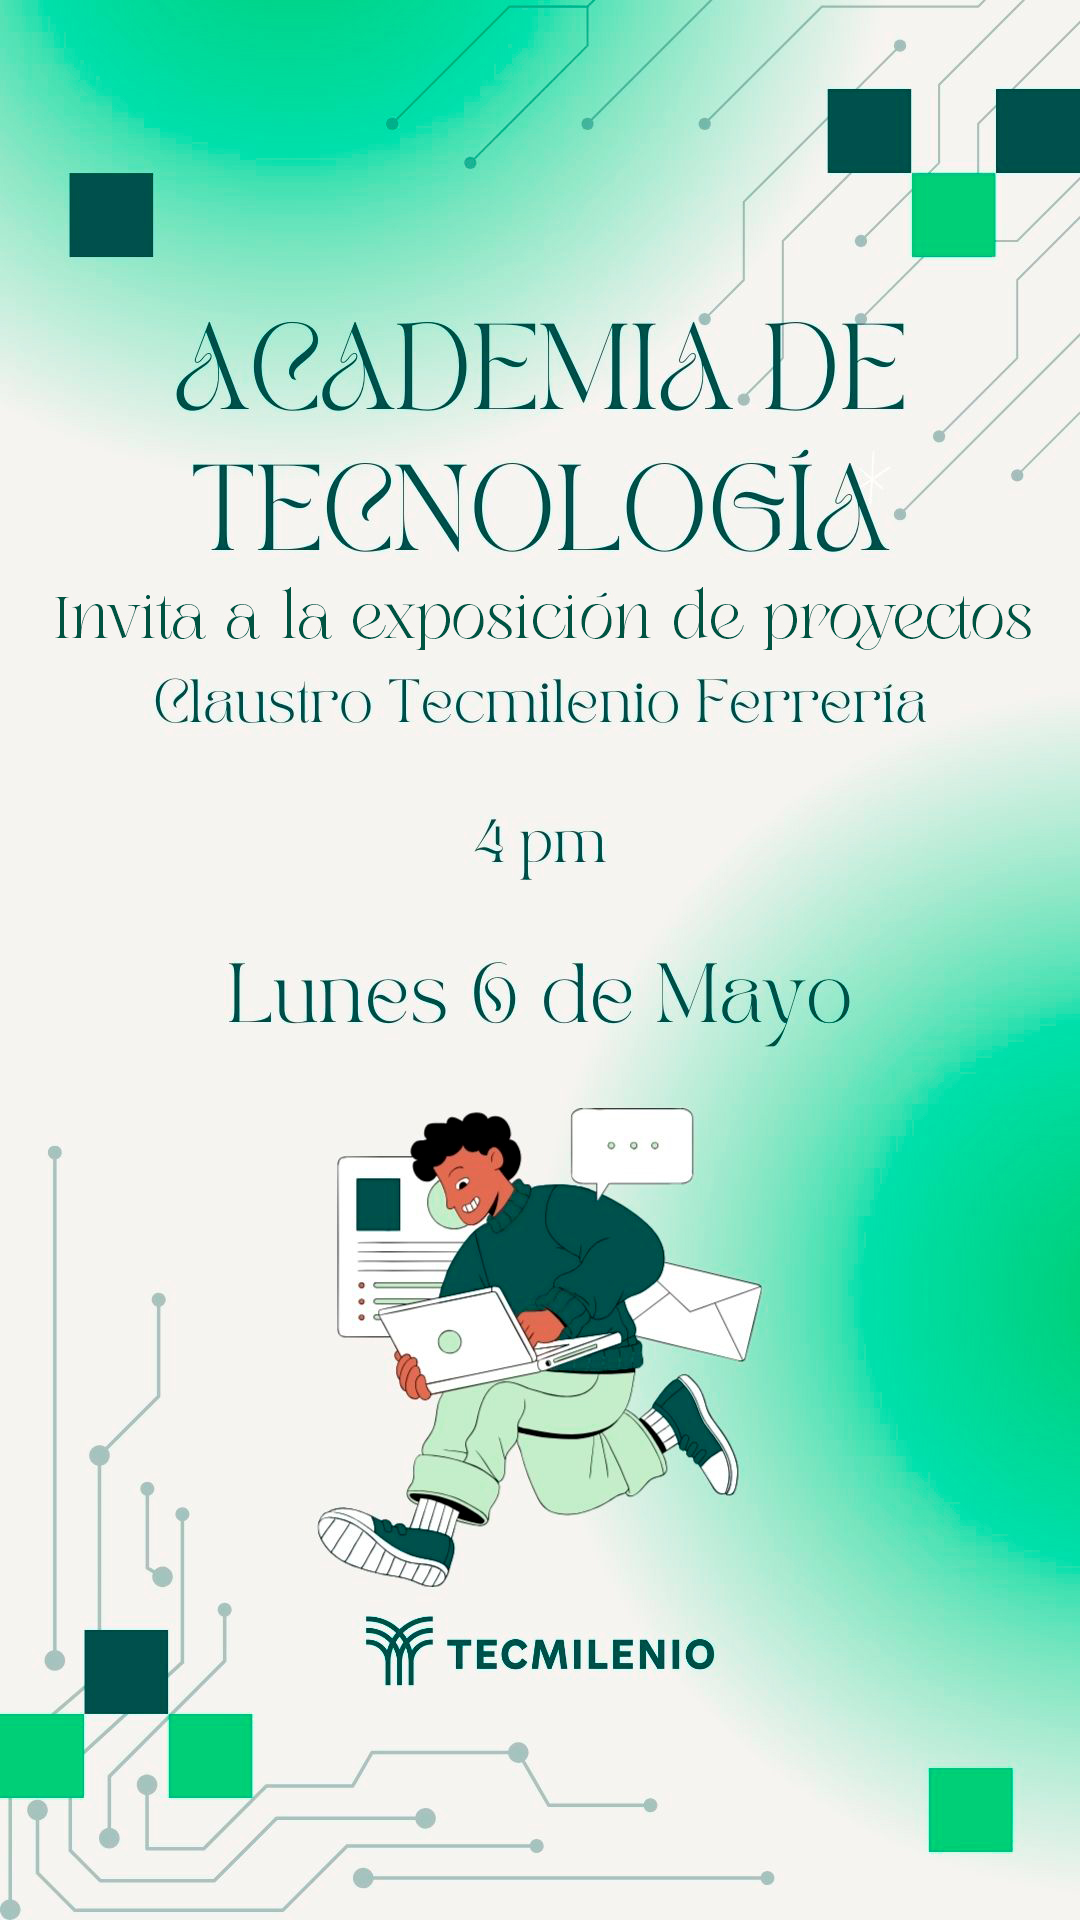 ACADEMIA DE
TECNOLOGÍA
Invita a la exposición de proyectos
Claustro Tecmilenio Ferrería
4 pm
Lunes 6 de Mayo
TECMILENIO